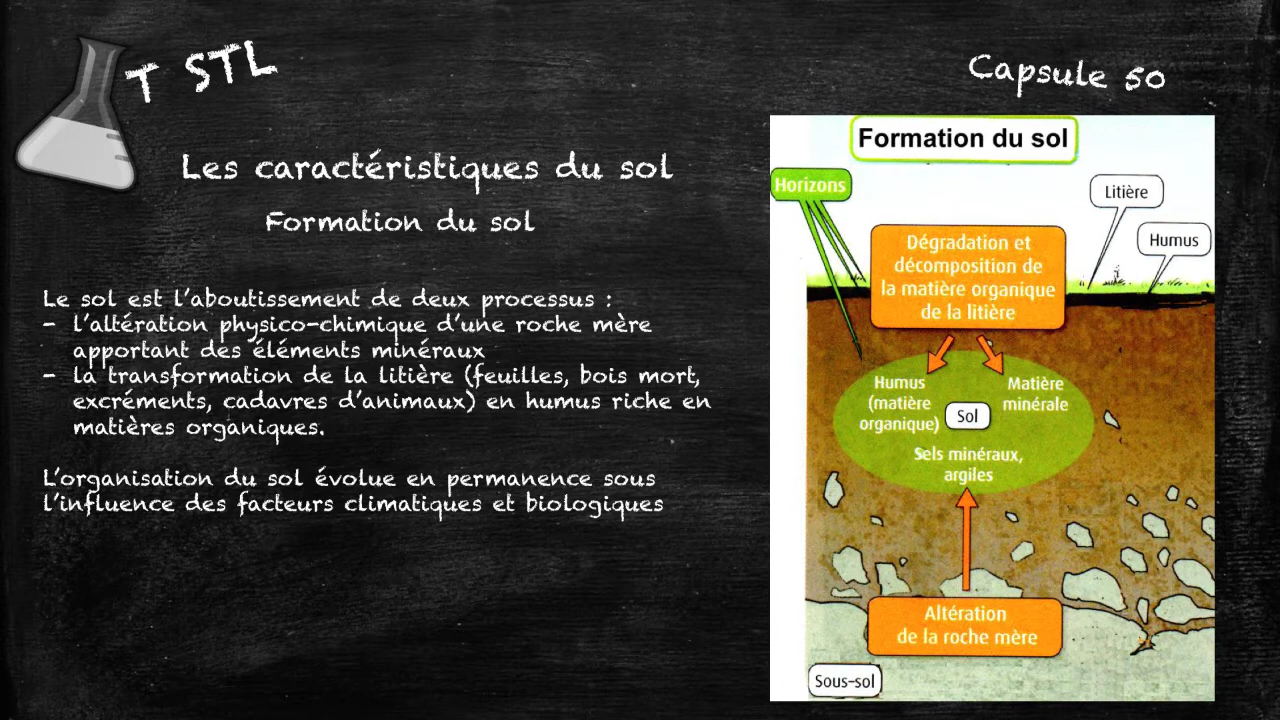 T STL
Capsule 50
Les caractéristiques du sol
Formation du sol
Le sol est l'aboutissement de deux processus :
- l'altération physico-chimique d'une roche mère
apportant des éléments minéraux
- la transformation de la litière (feuilles, bois mort,
excréments, cadavres d'animaux) en humus riche en
matières organiques.
L'organisation du sol évolue en permanence sous
l'influence des facteurs climatiques et biologiques
Formation du sol
Horizons
Litière
Humus
Dégradation et
décomposition de
la matière organique
de la litière
Humus
(matière
organique)
Matière
minérale
Sol
Sels minéraux,
argiles
Altération
de la roche mère
Sous-sol